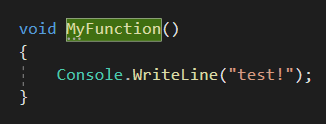 void MyFunction()
{
    Console.WriteLine("test!");
}